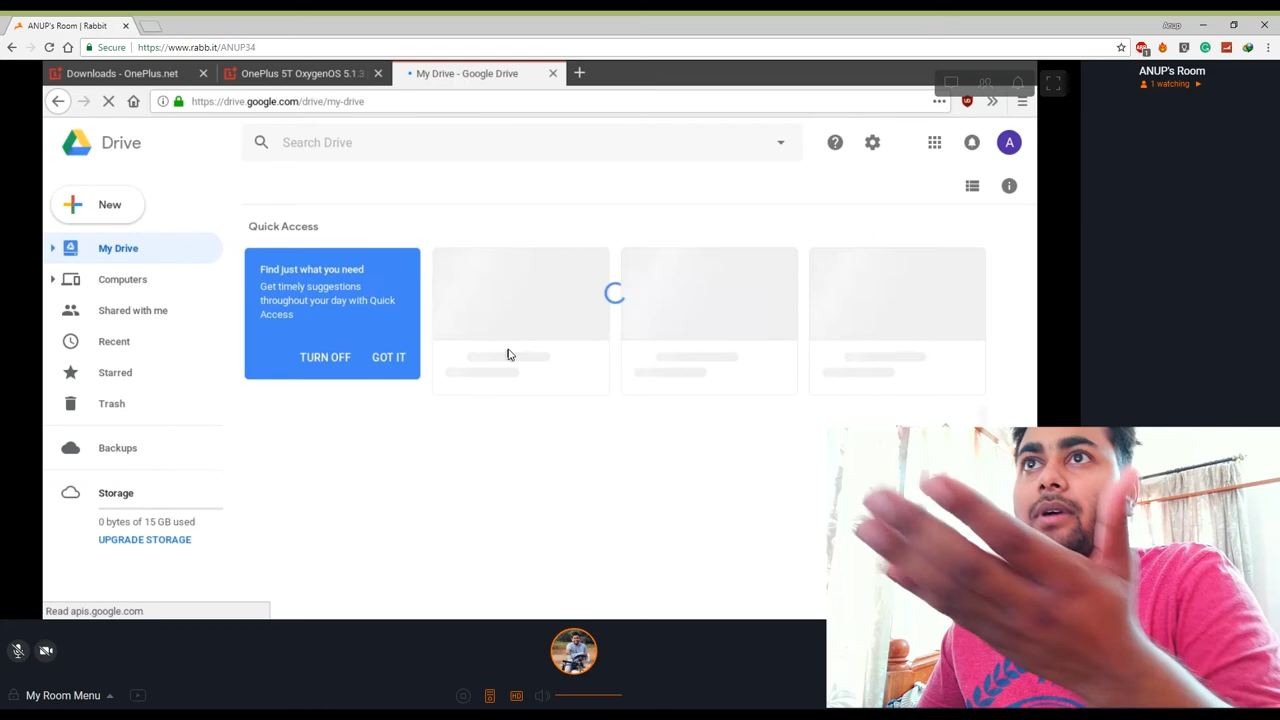 ANUP's Room | Rabbit
Anup
Secure
https://www.rabb.it/ANUP34
Downloads - OnePlus.net
OnePlus 5T OxygenOS 5.1.3
My Drive - Google Drive
ANUP's Room
1 watching
https://drive.google.com/drive/my-drive
Drive
Search Drive
A
New
Quick Access
My Drive
Find just what you need
Get timely suggestions
throughout your day with Quick
Access
TURN OFF
GOT IT
Computers
Shared with me
Recent
Starred
Trash
Backups
Storage
0 bytes of 15 GB used
UPGRADE STORAGE
Read apis.google.com
My Room Menu
HD